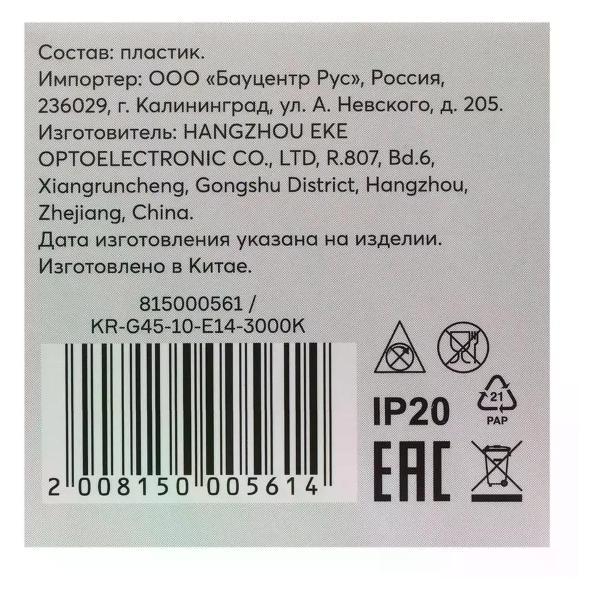 Состав: пластик.
Импортер: ООО «Бауцентр Рус», Россия,
236029, г. Калининград, ул. А. Невского, д. 205.
Изготовитель: HANGZHOU EKE
OPTOELECTRONIC CO., LTD, R.807, Bd.6,
Xiangruncheng, Gongshu District, Hangzhou,
Zhejiang, China.
Дата изготовления указана на изделии.
Изготовлено в Китае.
815000561 /
KR-G45-10-E14-3000K
2 008150 005614
IP20
21
PAP
EAC